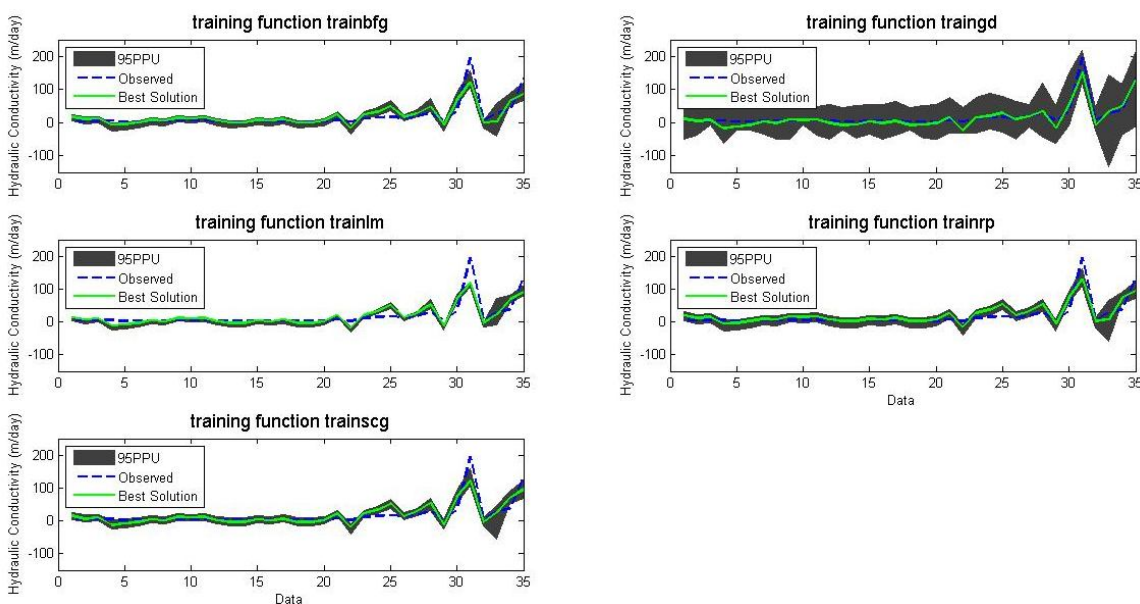 training function trainbfg
200
100
0
-100
Hydraulic Conductivity (m/day)
95PPU
Observed
Best Solution
0 5 10 15 20 25 30 35
training function traingd
200
100
0
-100
Hydraulic Conductivity (m/day)
95PPU
Observed
Best Solution
0 5 10 15 20 25 30 35
training function trainlm
200
100
0
-100
Hydraulic Conductivity (m/day)
95PPU
Observed
Best Solution
0 5 10 15 20 25 30 35
training function trainrp
200
100
0
-100
Hydraulic Conductivity (m/day)
95PPU
Observed
Best Solution
0 5 10 15 20 25 30 35
Data
training function trainscg
200
100
0
-100
Hydraulic Conductivity (m/day)
95PPU
Observed
Best Solution
0 5 10 15 20 25 30 35
Data